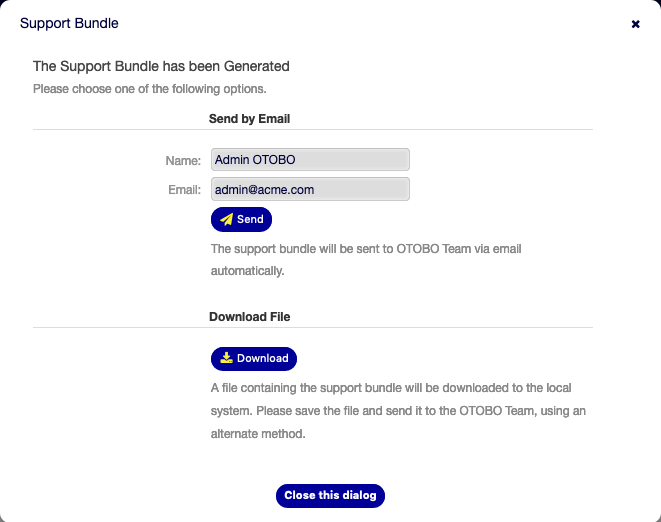 Support Bundle
The Support Bundle has been Generated
Please choose one of the following options.
Send by Email
Name: Admin OTOBO
Email: admin@acme.com
Send
The support bundle will be sent to OTOBO Team via email
automatically.
Download File
Download
A file containing the support bundle will be downloaded to the local
system. Please save the file and send it to the OTOBO Team, using an
alternate method.
Close this dialog